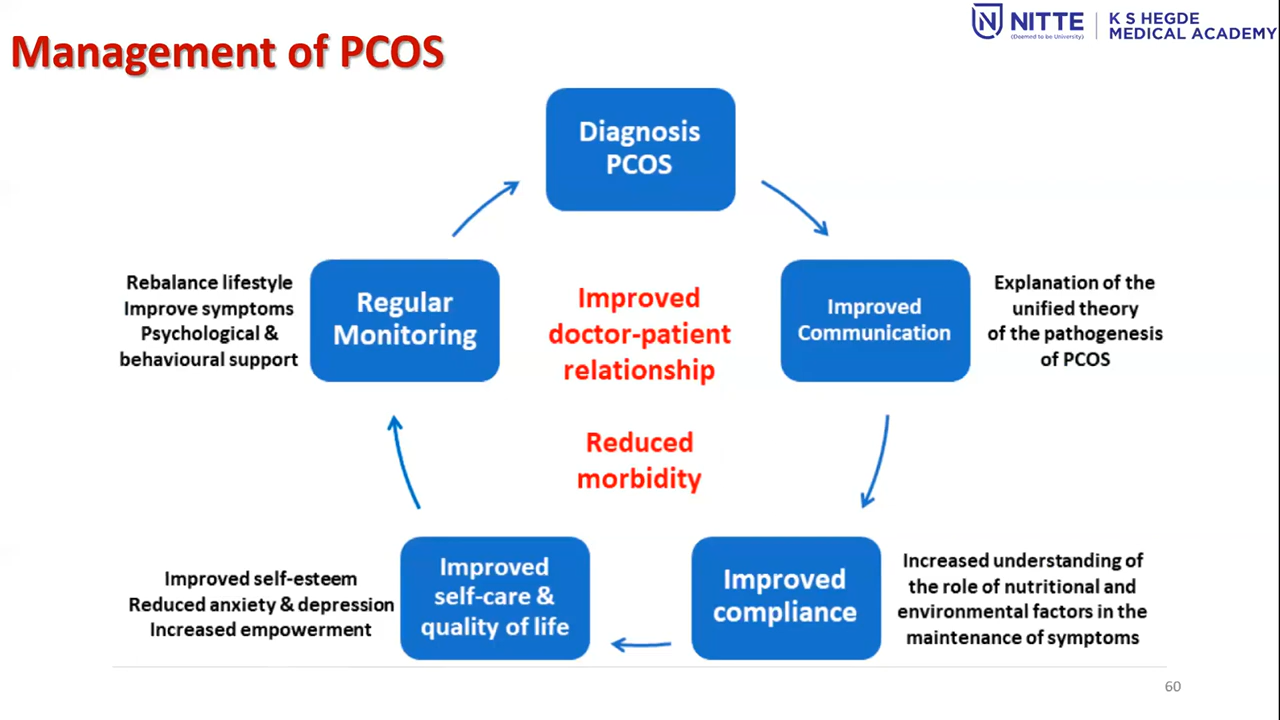 Management of PCOS
NITTE
(Deemed to be University)
K S HEGDE
MEDICAL ACADEMY
Diagnosis
PCOS
Improved
Communication
Explanation of the
unified theory
of the pathogenesis
of PCOS
Improved
compliance
Increased understanding of
the role of nutritional and
environmental factors in the
maintenance of symptoms
Improved
self-care &
quality of life
Improved self-esteem
Reduced anxiety & depression
Increased empowerment
Regular
Monitoring
Rebalance lifestyle
Improve symptoms
Psychological &
behavioural support
Improved
doctor-patient
relationship
Reduced
morbidity
60